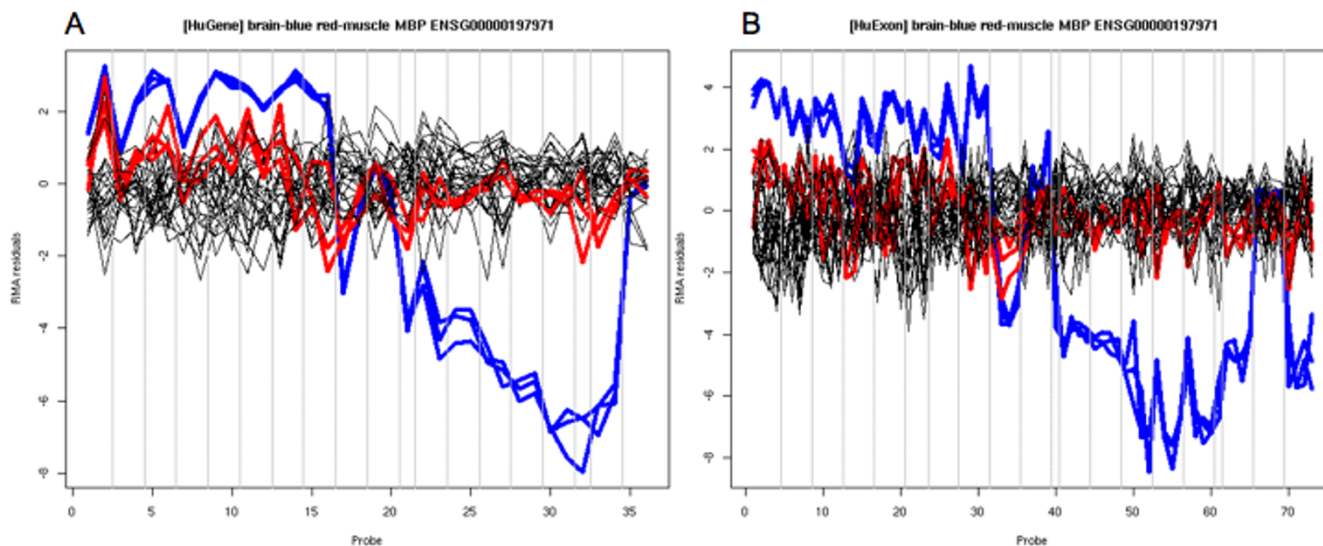 A
[HuGene] brain-blue red-muscle MBP ENSG00000197971
2
0
-2
-4
-6
-8
RMA residuals
0 5 10 15 20 25 30 35
Probe
B
[HuExon] brain-blue red-muscle MBP ENSG00000197971
4
2
0
-2
-4
-6
-8
RMA residuals
0 10 20 30 40 50 60 70
Probe